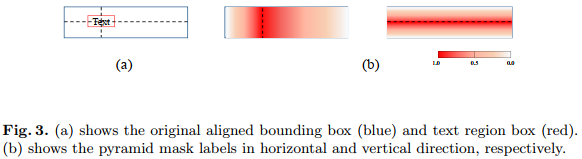 Text
1.0 0.5 0.0
(a) (b)
Fig. 3. (a) shows the original aligned bounding box (blue) and text region box (red).
(b) shows the pyramid mask labels in horizontal and vertical direction, respectively.